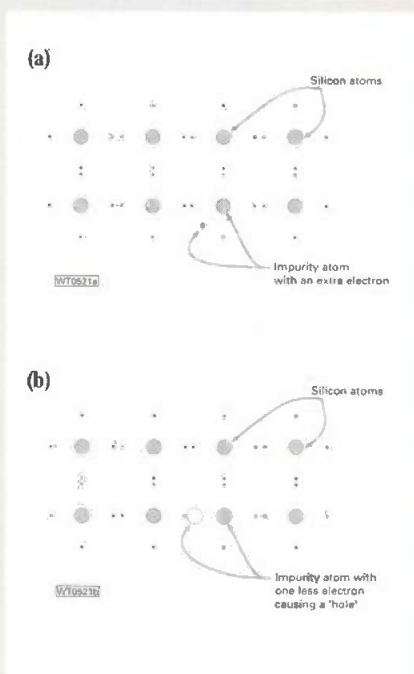 (a)
Silicon atoms
Impurity atom
with an extra electron
WT0521a
(b)
Silicon atoms
Impurity atom with
one less electron
causing a 'hole'
WT0521b